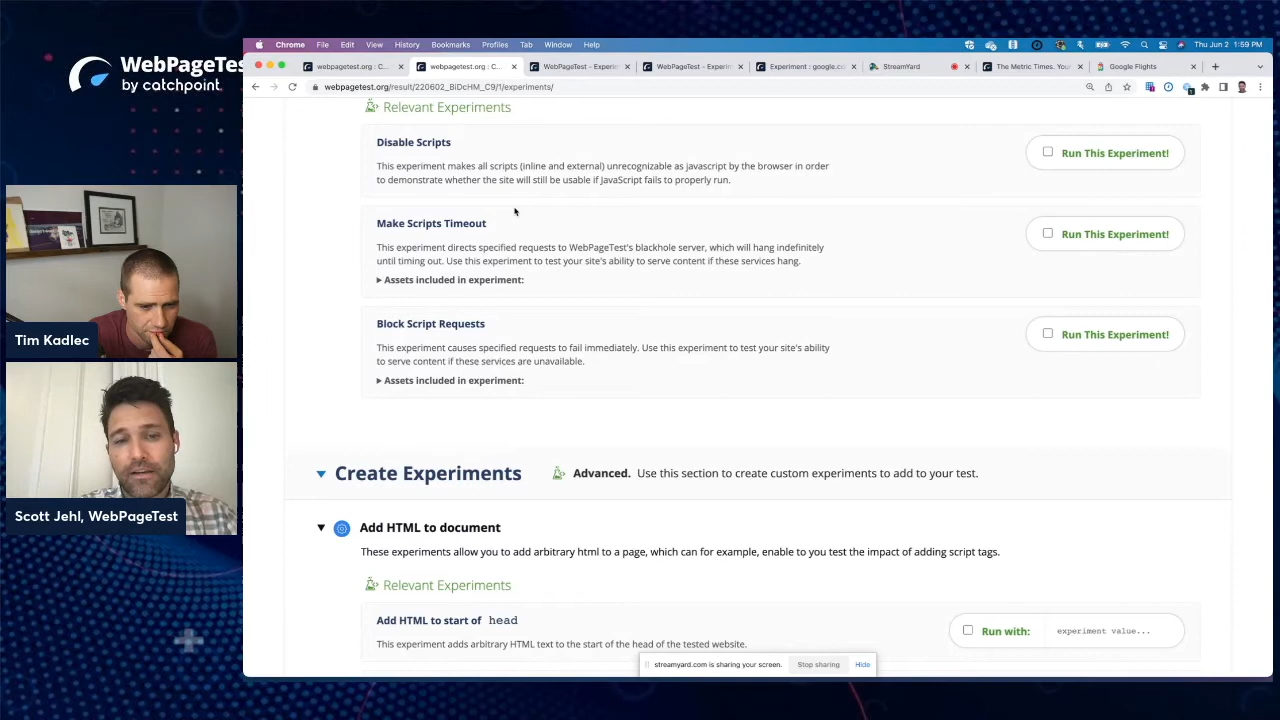 WebPageTes
by catchpoint
Tim Kadlec
Scott Jehl, WebPageTest
Chrome File Edit View History Bookmarks Profiles Tab Window Help
Thu Jun 2 1:59 PM
webpagetest.org : C...
webpagetest.org : C...
WebPageTest - Experi
WebPageTest - Experim
Experiment : google.c
StreamYard
The Metric Times. You
Google Flights
webpagetest.org/result/220602_BiDcHM_C9/1/experiments/
Relevant Experiments
Disable Scripts
This experiment makes all scripts (inline and external) unrecognizable as javascript by the browser in order
to demonstrate whether the site will still be usable if JavaScript fails to properly run.
Run This Experiment!
Make Scripts Timeout
This experiment directs specified requests to WebPageTest's blackhole server, which will hang indefinitely
until timing out. Use this experiment to test your site's ability to serve content if these services hang.
Assets included in experiment:
Run This Experiment!
Block Script Requests
This experiment causes specified requests to fail immediately. Use this experiment to test your site's ability
to serve content if these services are unavailable.
Assets included in experiment:
Run This Experiment!
Create Experiments
Advanced. Use this section to create custom experiments to add to your test.
Add HTML to document
These experiments allow you to add arbitrary html to a page, which can for example, enable to you test the impact of adding script tags.
Relevant Experiments
Add HTML to start of head
This experiment adds arbitrary HTML text to the start of the head of the tested website.
Run with: experiment value...
streamyard.com is sharing your screen. Stop sharing Hide